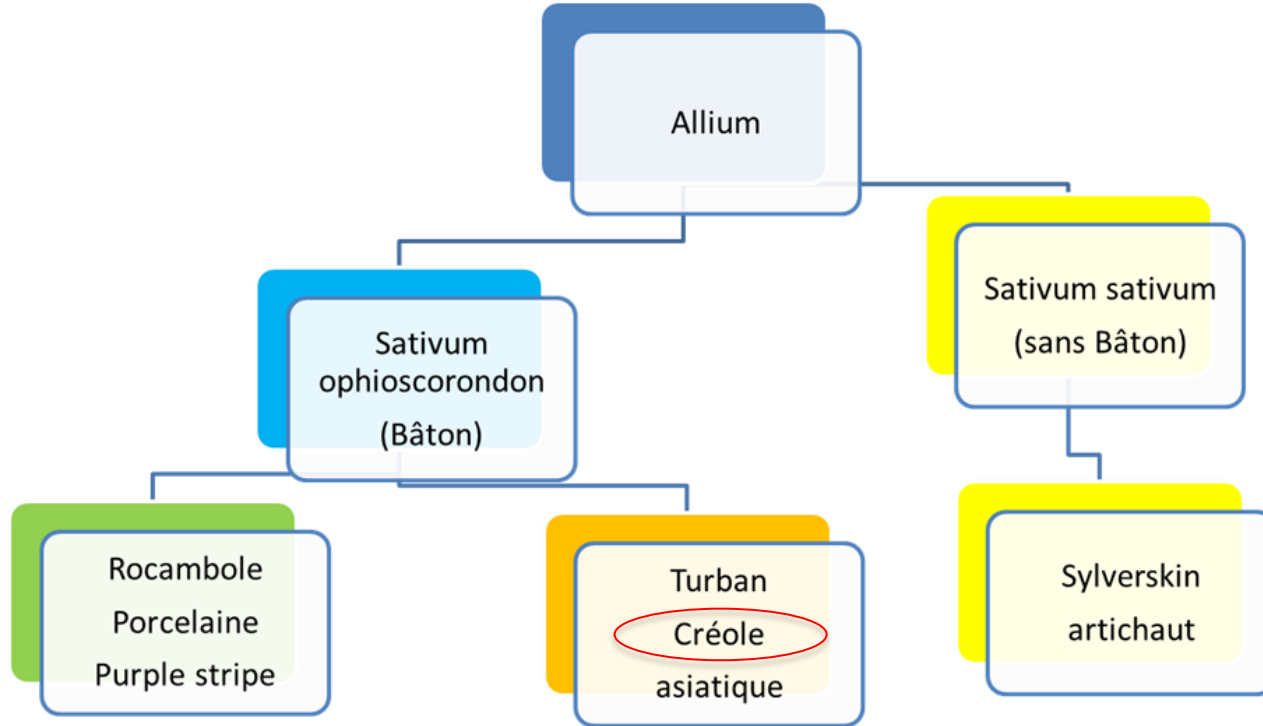 Allium
Sativum
ophioscorondon
(Bâton)
Sativum sativum
(sans Bâton)
Rocambole
Porcelaine
Purple stripe
Turban
Créole
asiatique
Sylverskin
artichaut